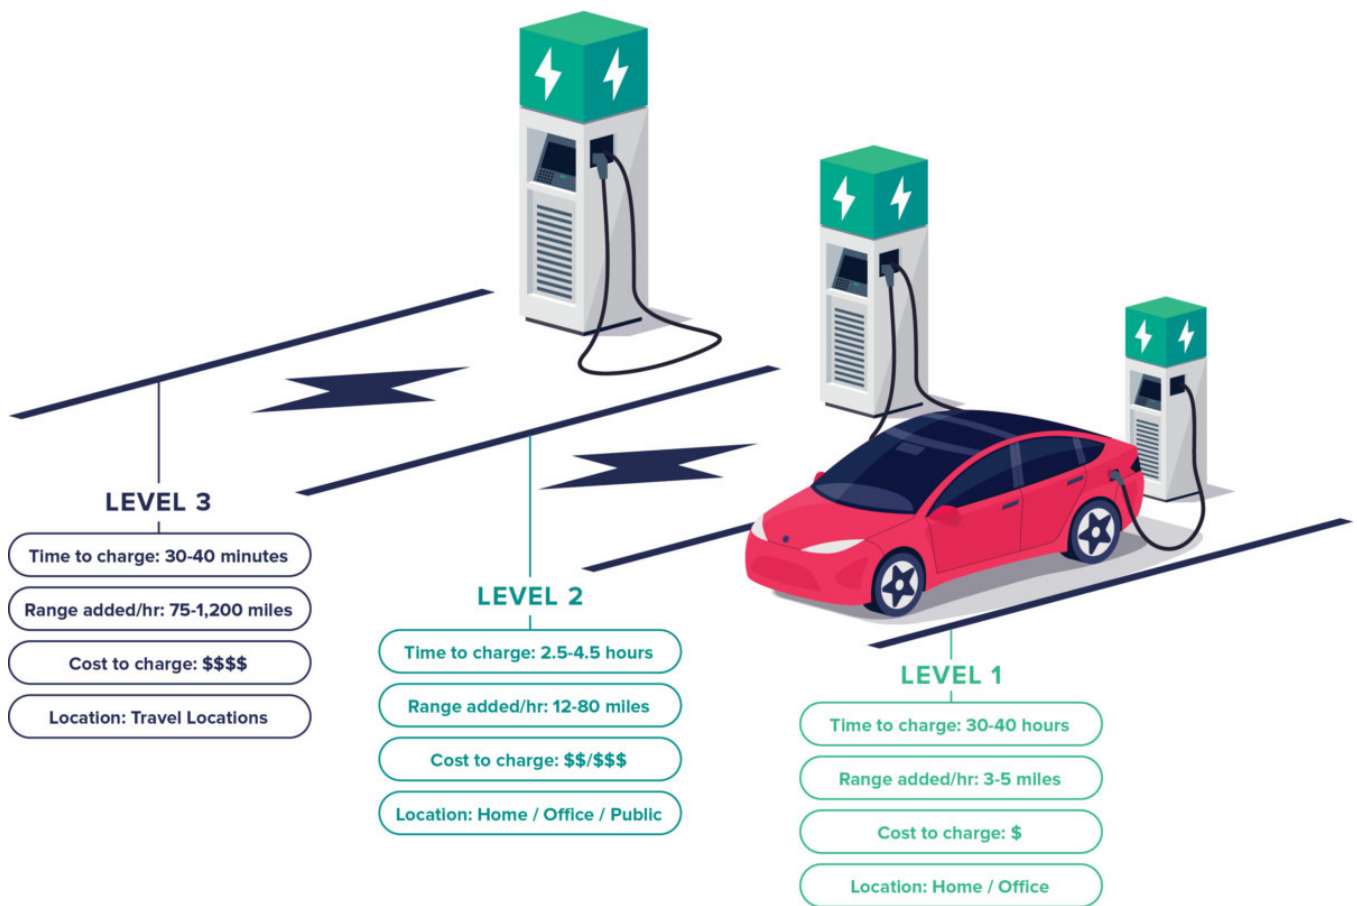 LEVEL 3
Time to charge: 30-40 minutes
Range added/hr: 75-1,200 miles
Cost to charge: $$$$
Location: Travel Locations
LEVEL 2
Time to charge: 2.5-4.5 hours
Range added/hr: 12-80 miles
Cost to charge: $$/$$$
Location: Home / Office / Public
LEVEL 1
Time to charge: 30-40 hours
Range added/hr: 3-5 miles
Cost to charge: $
Location: Home / Office